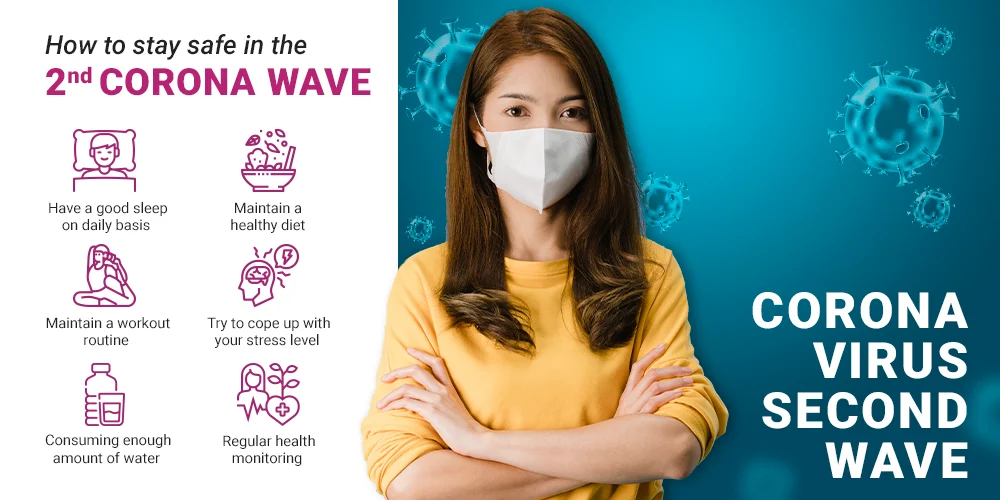 How to stay safe in the
2nd CORONA WAVE
Have a good sleep
on daily basis
Maintain a
healthy diet
Maintain a workout
routine
Try to cope up with
your stress level
Consuming enough
amount of water
Regular health
monitoring
CORONA
VIRUS
SECOND
WAVE